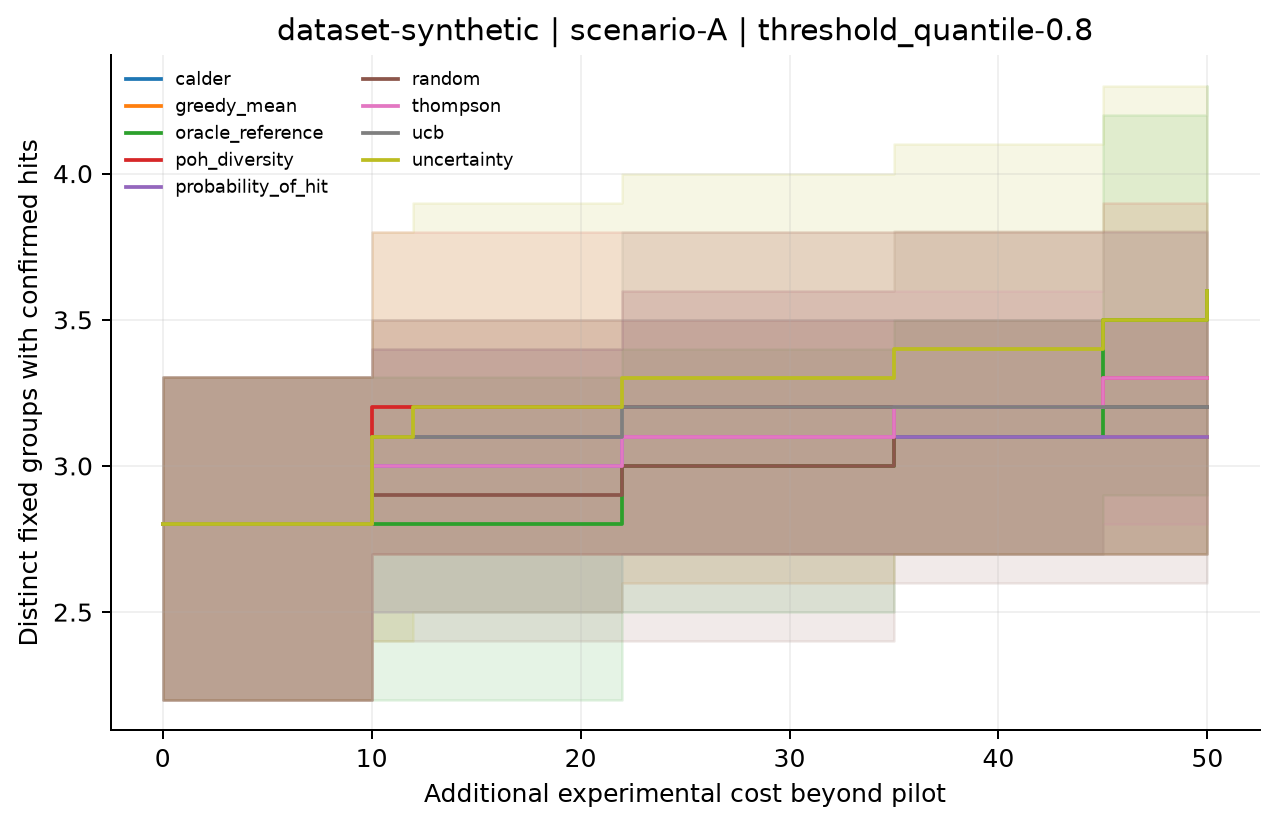 dataset-synthetic | scenario-A | threshold_quantile-0.8
calder
greedy_mean
oracle_reference
poh_diversity
probability_of_hit
random
thompson
ucb
uncertainty
Distinct fixed groups with confirmed hits
4.0
3.5
3.0
2.5
0 10 20 30 40 50
Additional experimental cost beyond pilot